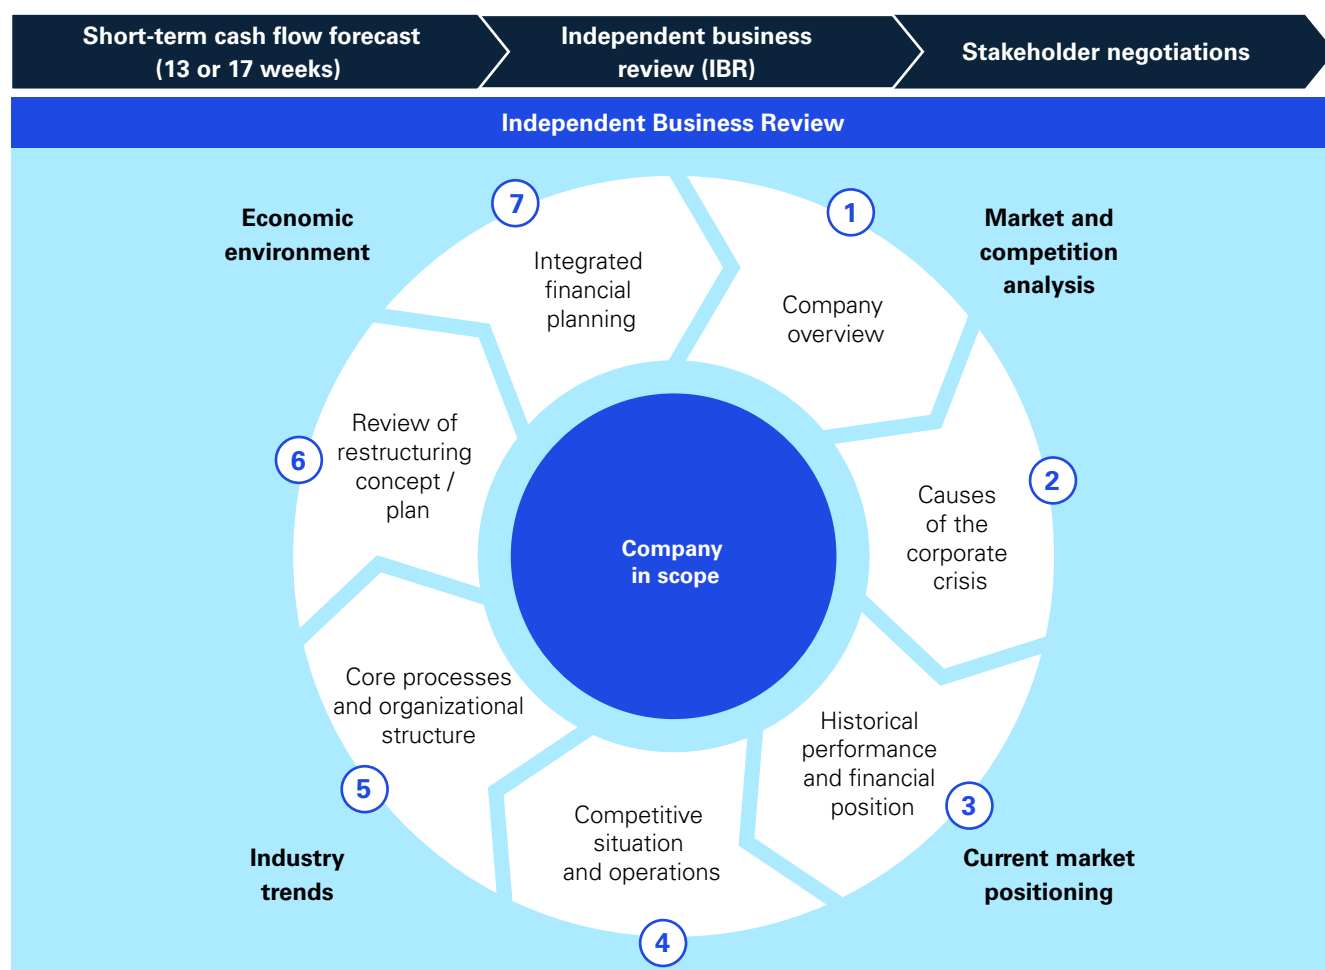 Short-term cash flow forecast
(13 or 17 weeks)
Independent business
review (IBR)
Stakeholder negotiations
Independent Business Review
Economic
environment
Market and
competition
analysis
Industry
trends
Current market
positioning
1
Company
overview
2
Causes
of the
corporate
crisis
3
Historical
performance
and financial
position
4
Competitive
situation
and operations
5
Core processes
and organizational
structure
6
Review of
restructuring
concept /
plan
7
Integrated
financial
planning
Company
in scope